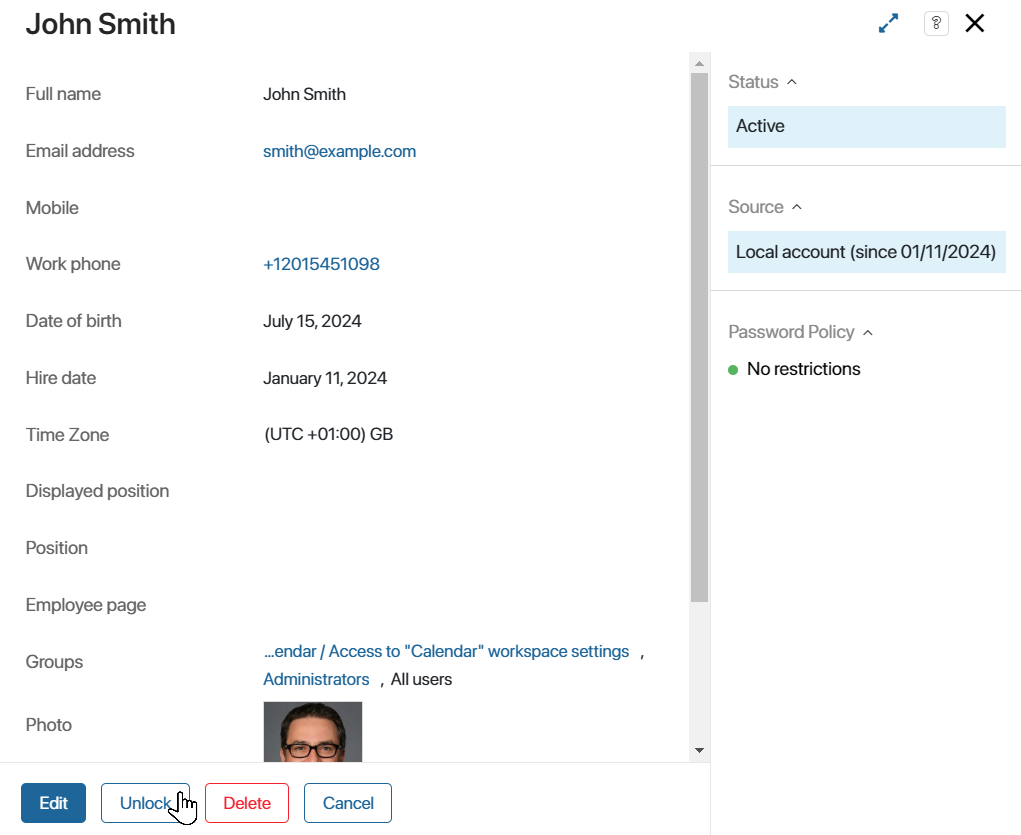 John Smith
?
Full name John Smith
Email address smith@example.com
Mobile
Work phone +12015451098
Date of birth July 15, 2024
Hire date January 11, 2024
Time Zone (UTC +01:00) GB
Displayed position
Position
Employee page
Groups ...endar / Access to "Calendar" workspace settings ,
Administrators , All users
Photo
Edit Unlock Delete Cancel
Status
Active
Source
Local account (since 01/11/2024)
Password Policy
No restrictions